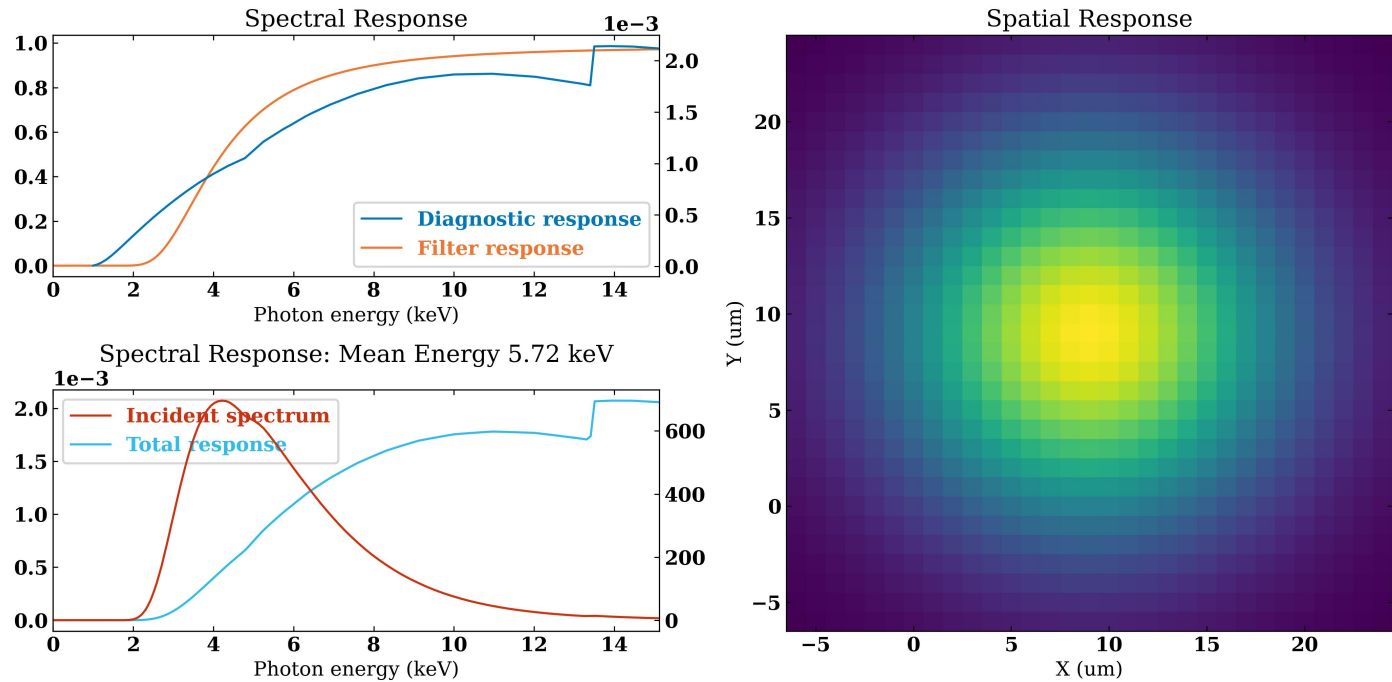 Spectral Response
1e−3
1.0
0.8
0.6
0.4
0.2
0.0
2.0
1.5
1.0
0.5
0.0
Diagnostic response
Filter response
0 2 4 6 8 10 12 14
Photon energy (keV)
Spectral Response: Mean Energy 5.72 keV
1e−3
2.0
1.5
1.0
0.5
0.0
600
400
200
0
Incident spectrum
Total response
0 2 4 6 8 10 12 14
Photon energy (keV)
Spatial Response
Y (um)
20
15
10
5
0
−5
−5 0 5 10 15 20
X (um)